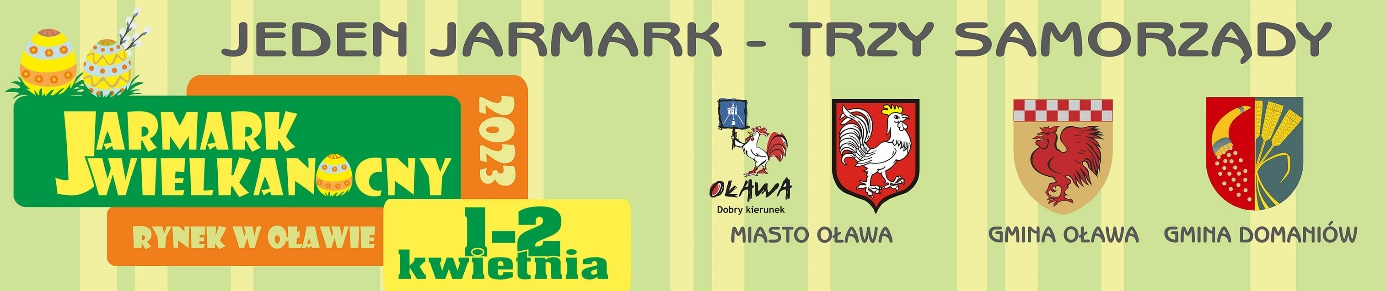 JEDEN JARMARK - TRZY SAMORZĄDY
JARMARK
WIELKANOCNY
2023
RYNEK W OŁAWIE
1-2
kwietnia
OŁAWA
Dobry kierunek
MIASTO OŁAWA
GMINA OŁAWA
GMINA DOMANIÓW